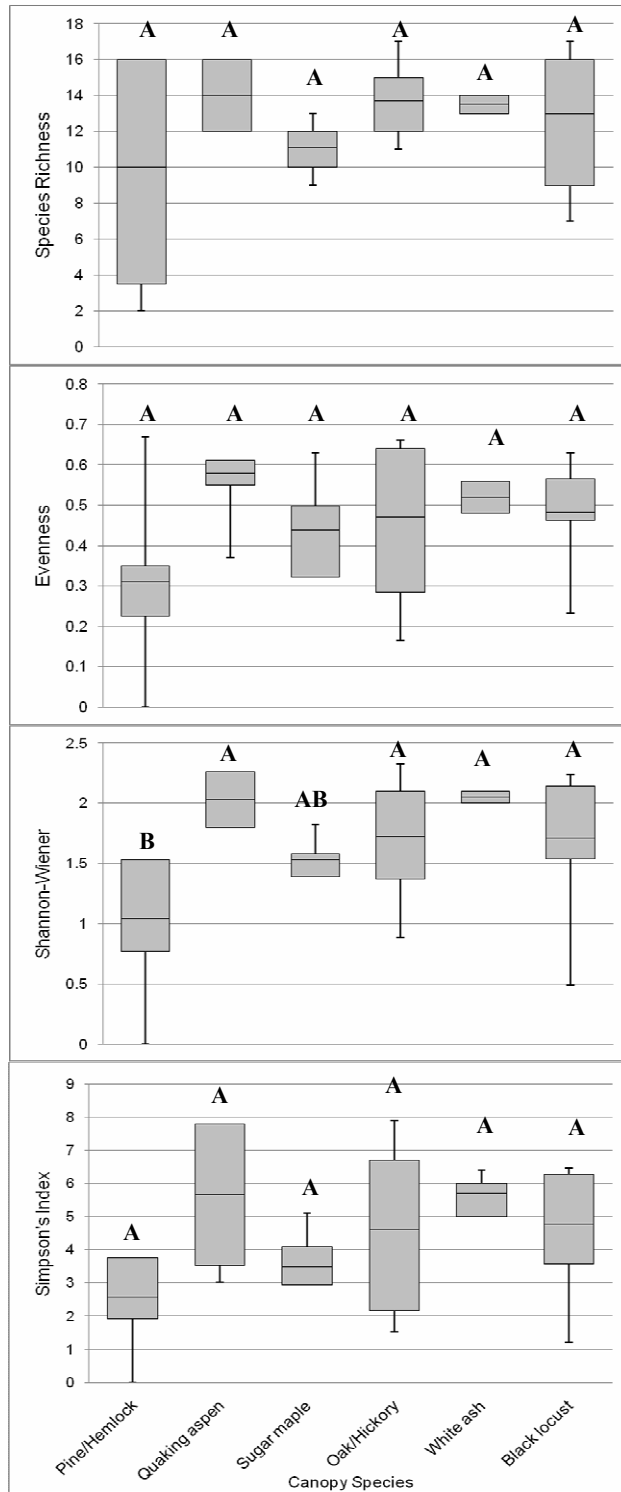 A A A A A A
18
16
14
12
10
8
6
4
2
0
Species Richness
A A A A A A
0.8
0.7
0.6
0.5
0.4
0.3
0.2
0.1
0
Evenness
B A AB A A A
2.5
2
1.5
1
0.5
0
Shannon-Wiener
A A A A A A
9
8
7
6
5
4
3
2
1
0
Simpson's Index
Pine/Hemlock
Quaking aspen
Sugar maple
Oak/Hickory
White ash
Black locust
Canopy Species